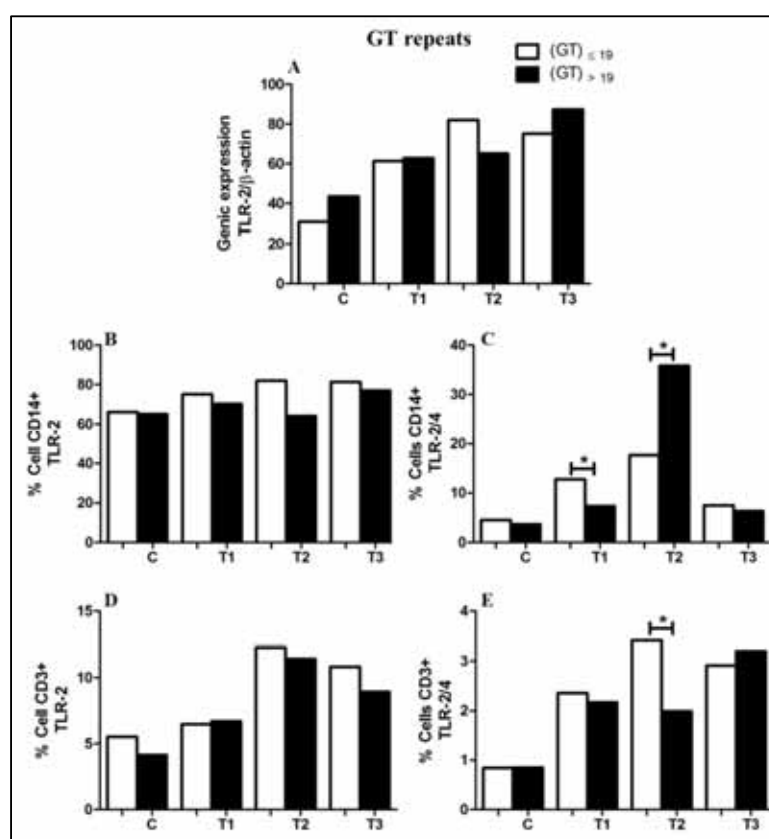 GT repeats
(GT) ≤ 19
(GT) > 19
A
Genic expression
TLR-2/β-actin
100
80
60
40
20
0
C T1 T2 T3
B
% Cell CD14+
TLR-2
100
80
60
40
20
0
C T1 T2 T3
C
% Cells CD14+
TLR-2/4
40
30
20
10
0
*
*
C T1 T2 T3
D
% Cell CD3+
TLR-2
15
10
5
0
C T1 T2 T3
E
% Cells CD3+
TLR-2/4
4
3
2
1
0
*
C T1 T2 T3